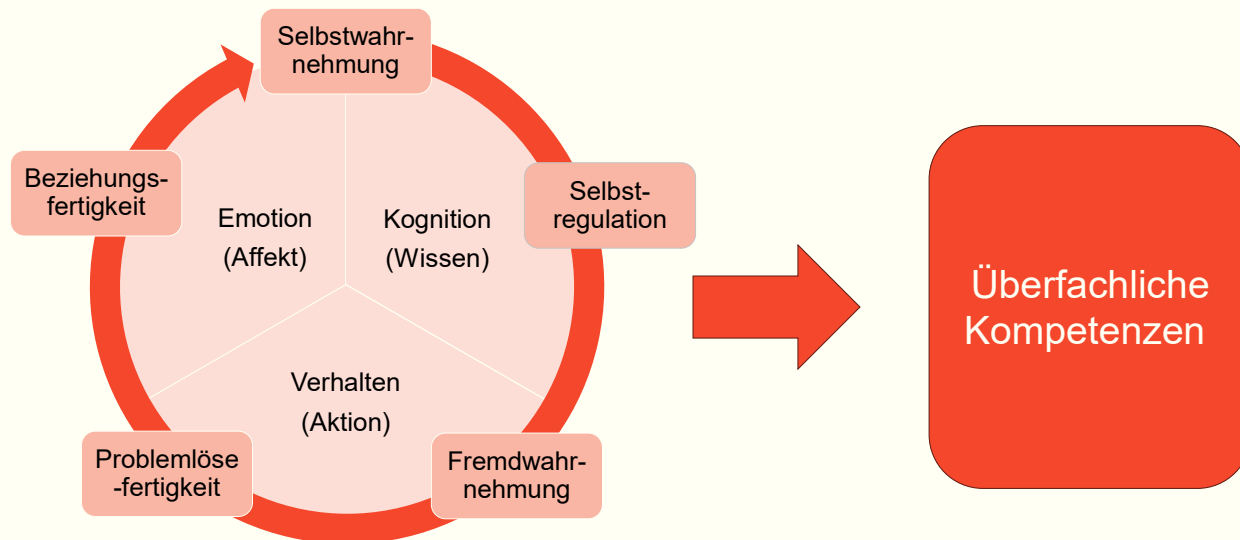 Selbstwahr-
nehmung
Beziehungs-
fertigkeit
Selbst-
regulation
Emotion
(Affekt)
Kognition
(Wissen)
Überfachliche
Kompetenzen
Verhalten
(Aktion)
Problemlöse
-fertigkeit
Fremdwahr-
nehmung